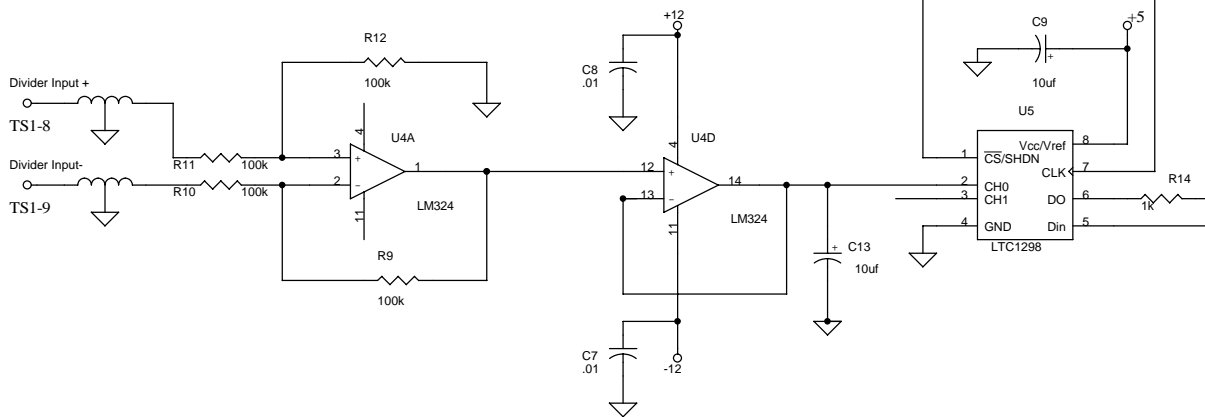 Divider Input +
TS1-8
Divider Input-
TS1-9
R11
100k
R10
100k
R12
100k
3
+
2
−
4
11
1
U4A
LM324
R9
100k
C8
.01
+12
4
U4D
12
+
13
−
14
11
LM324
C7
.01
-12
C13
+
10uf
C9
+
10uf
+5
U5
1
CS/SHDN
2
CH0
3
CH1
4
GND
Vcc/Vref
8
CLK
7
DO
6
Din
5
LTC1298
R14
1k